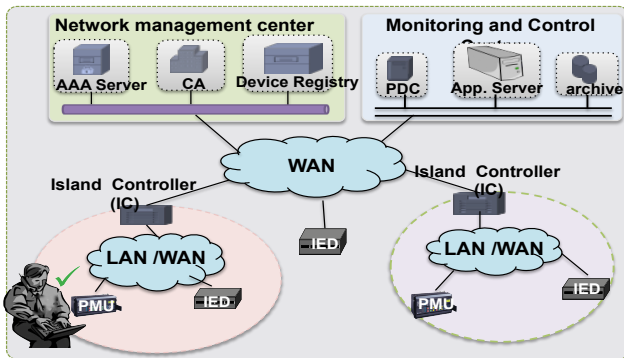 Network management center
AAA Server
CA
Device Registry
Monitoring and Control
PDC
App. Server
archive
WAN
Island Controller
(IC)
Island Controller
(IC)
IED
LAN /WAN
PMU
IED
LAN /WAN
PMU
IED